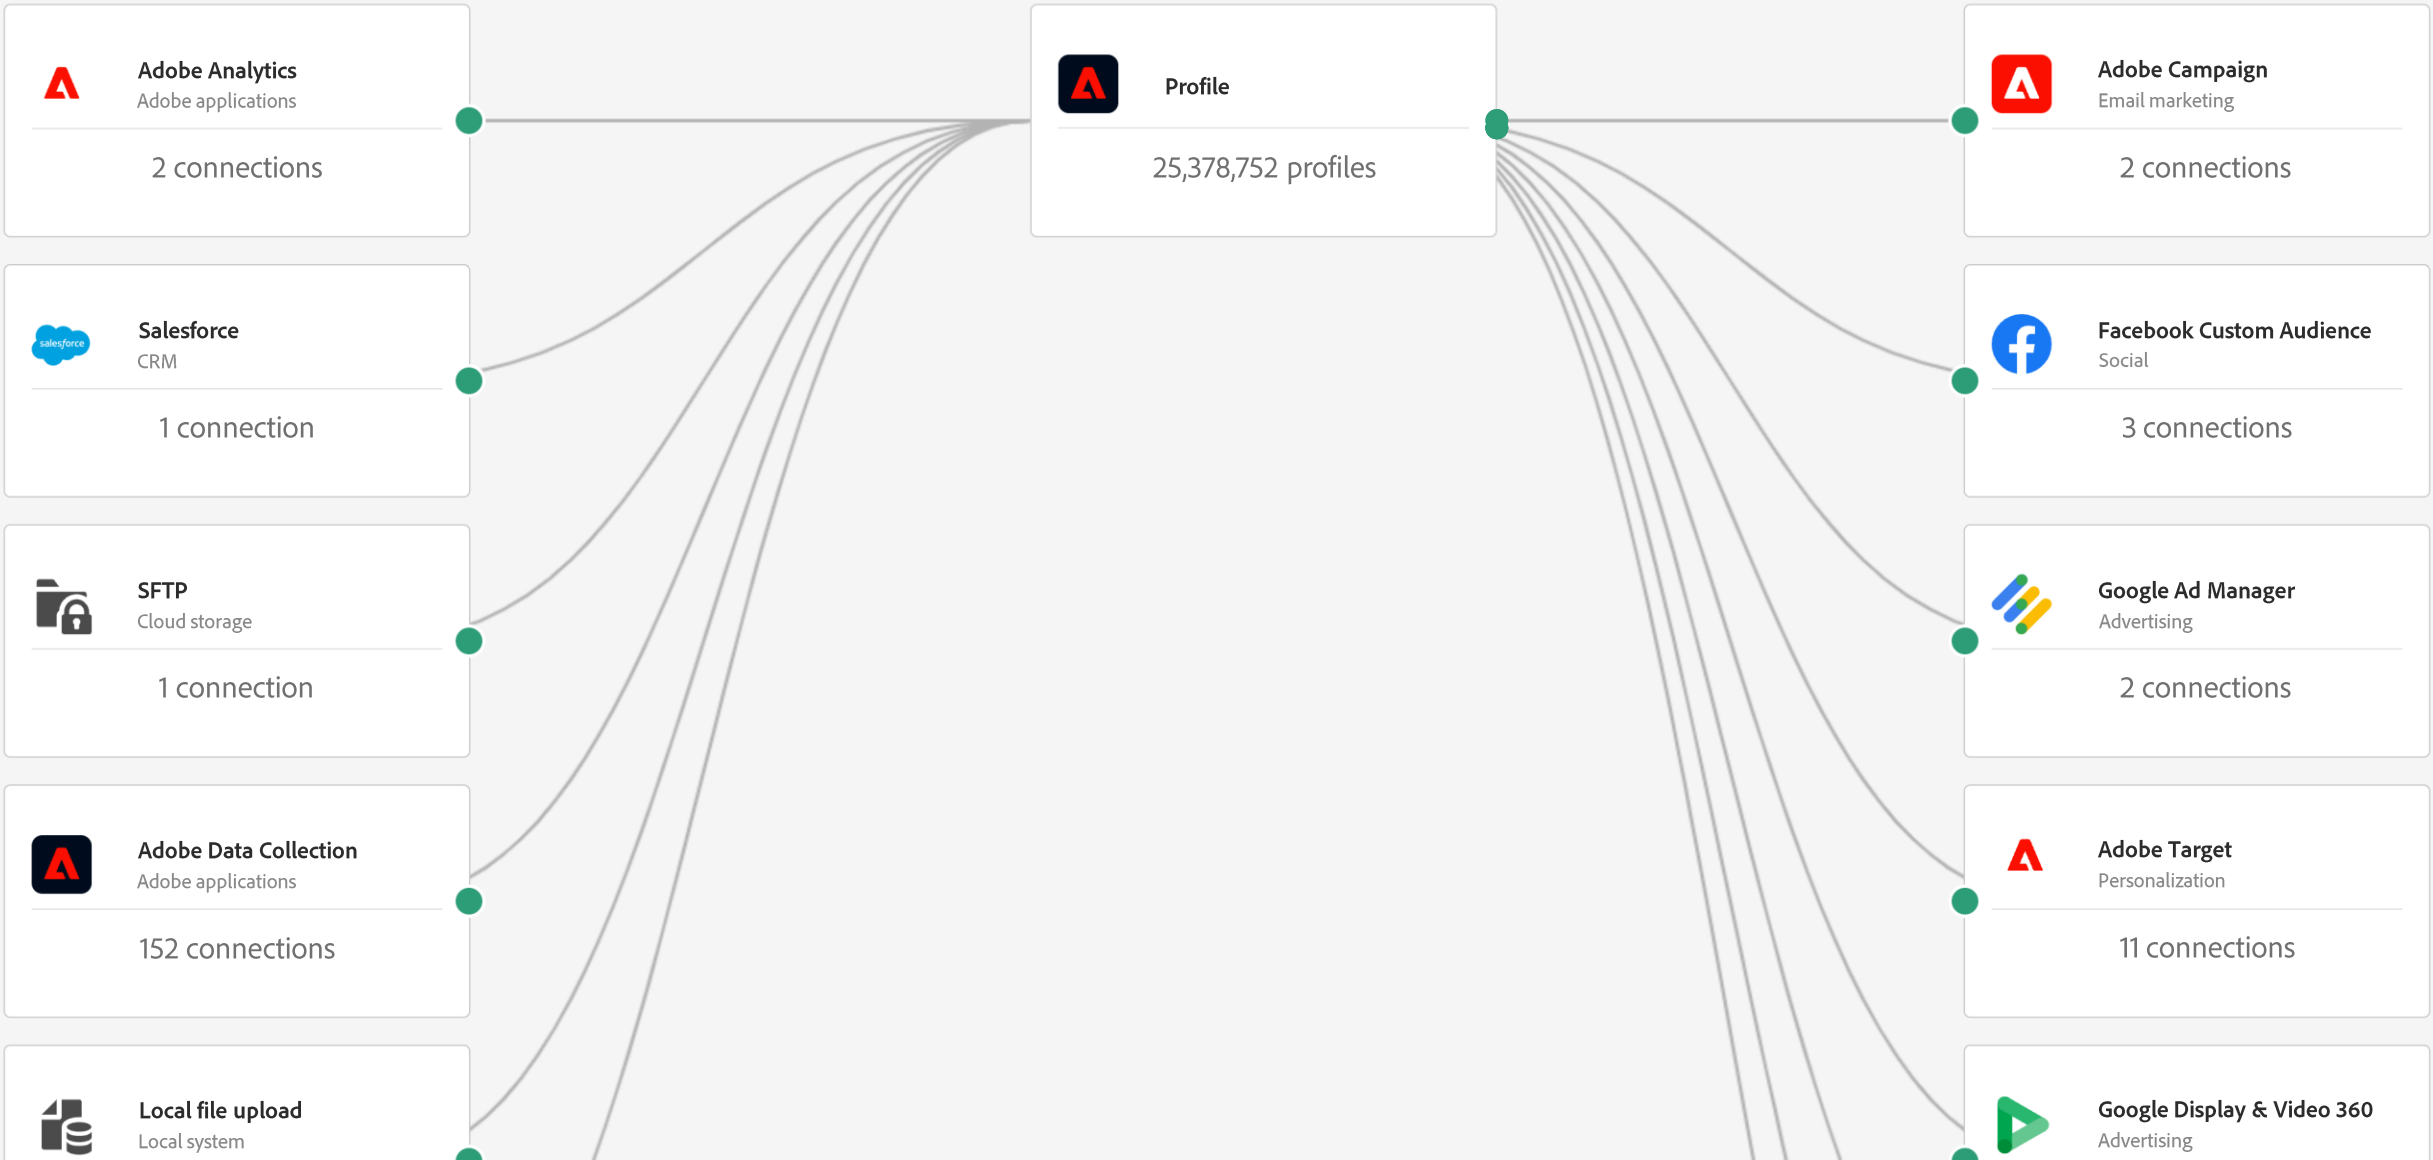 Adobe Analytics
Adobe applications
2 connections
salesforce
Salesforce
CRM
1 connection
SFTP
Cloud storage
1 connection
Adobe Data Collection
Adobe applications
152 connections
Local file upload
Local system
Profile
25,378,752 profiles
Adobe Campaign
Email marketing
2 connections
Facebook Custom Audience
Social
3 connections
Google Ad Manager
Advertising
2 connections
Adobe Target
Personalization
11 connections
Google Display & Video 360
Advertising